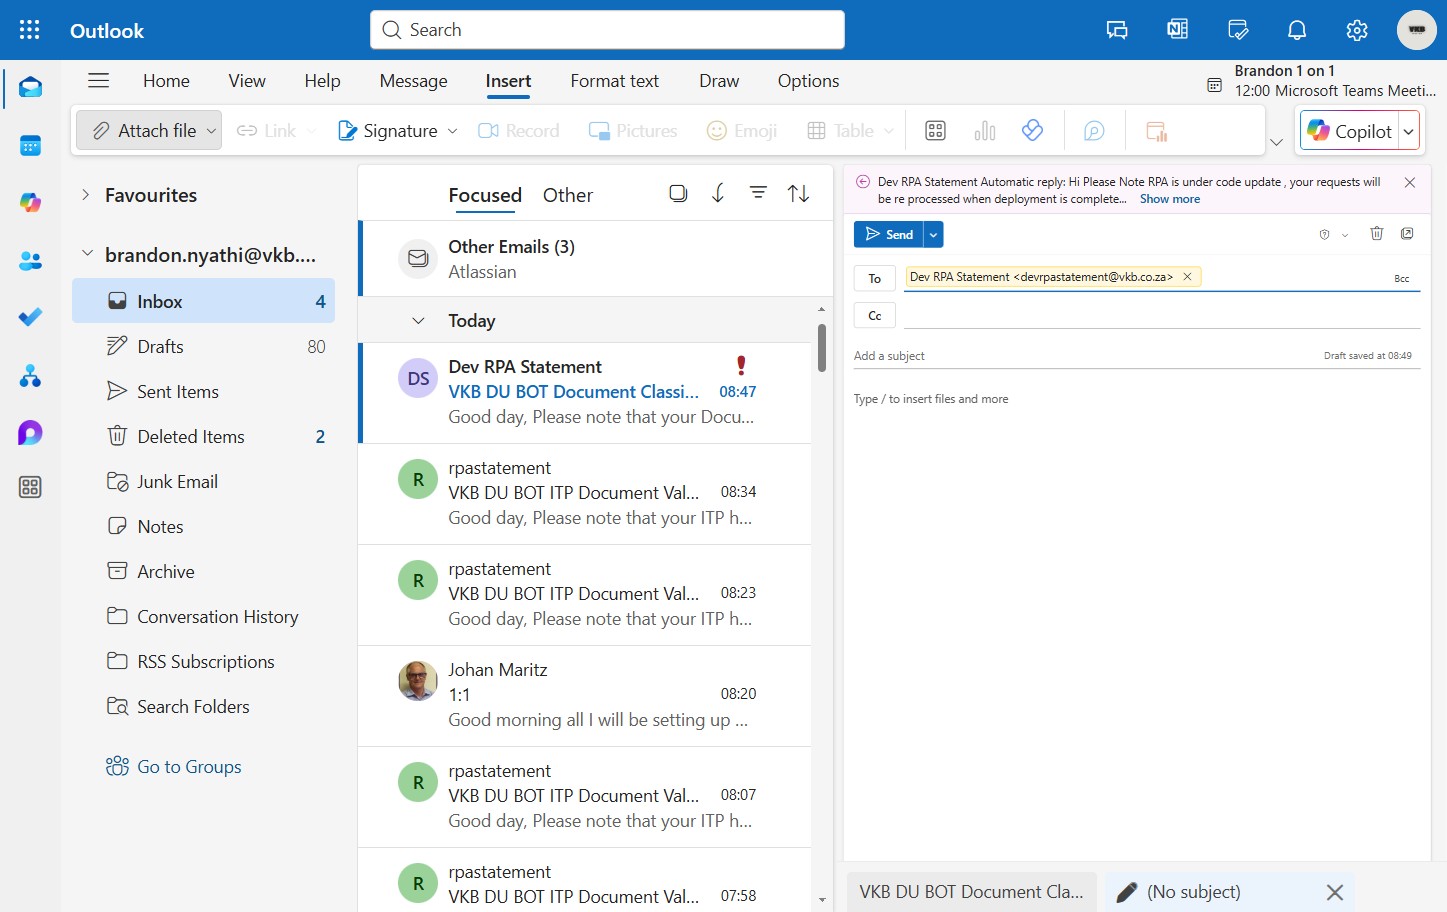 Outlook
Search
Home
View
Help
Message
Insert
Format text
Draw
Options
Brandon 1 on 1
12:00 Microsoft Teams Meeti...
Attach file
Link
Signature
Record
Pictures
Emoji
Table
Copilot
Favourites
brandon.nyathi@vkb....
Inbox 4
Drafts 80
Sent Items
Deleted Items 2
Junk Email
Notes
Archive
Conversation History
RSS Subscriptions
Search Folders
Go to Groups
Focused Other
Other Emails (3)
Atlassian
Today
DS
Dev RPA Statement
VKB DU BOT Document Classi... 08:47
Good day, Please note that your Docu...
R
rpastatement
VKB DU BOT ITP Document Val... 08:34
Good day, Please note that your ITP h...
R
rpastatement
VKB DU BOT ITP Document Val... 08:23
Good day, Please note that your ITP h...
Johan Maritz
1:1 08:20
Good morning all I will be setting up ...
R
rpastatement
VKB DU BOT ITP Document Val... 08:07
Good day, Please note that your ITP h...
R
rpastatement
VKB DU BOT ITP Document Val... 07:58
Dev RPA Statement Automatic reply: Hi Please Note RPA is under code update , your requests will
be re processed when deployment is complete... Show more
Send
To Dev RPA Statement <devrpastatement@vkb.co.za> Bcc
Cc
Add a subject Draft saved at 08:49
Type / to insert files and more
VKB DU BOT Document Cla...
(No subject)
VKB